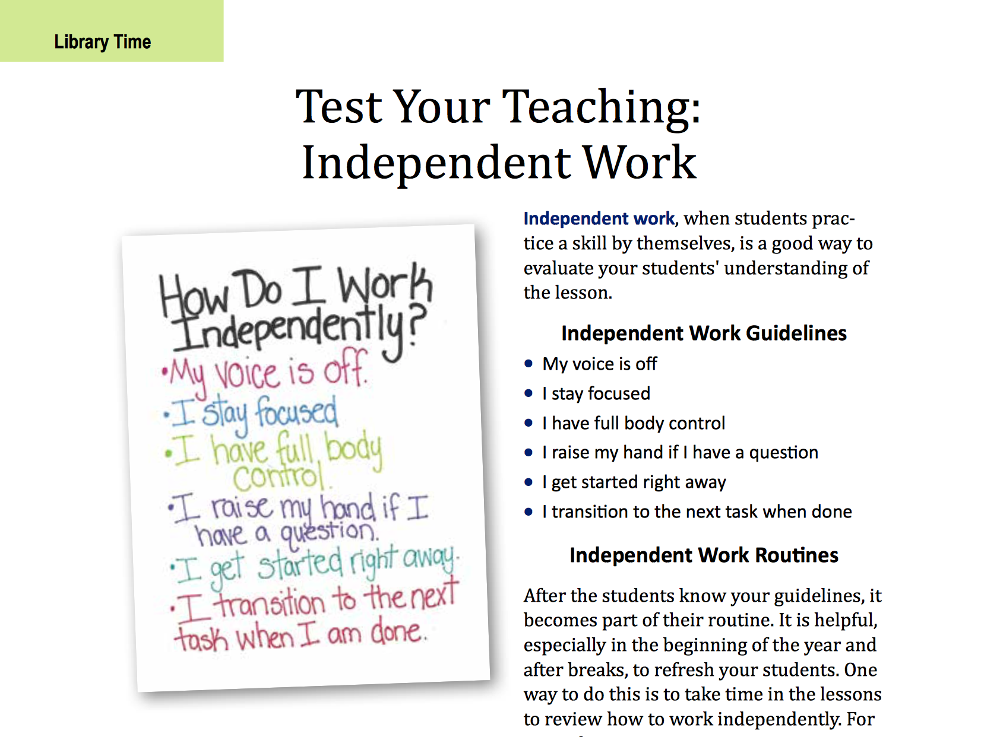 Library Time
Test Your Teaching:
Independent Work
How Do I Work
Independently?
•My voice is off.
•I stay focused
•I have full body
control.
•I raise my hand if I
have a question.
•I get started right away.
•I transition to the next
task when I am done.
Independent work, when students prac-
tice a skill by themselves, is a good way to
evaluate your students' understanding of
the lesson.
Independent Work Guidelines
• My voice is off
• I stay focused
• I have full body control
• I raise my hand if I have a question
• I get started right away
• I transition to the next task when done
Independent Work Routines
After the students know your guidelines, it
becomes part of their routine. It is helpful,
especially in the beginning of the year and
after breaks, to refresh your students. One
way to do this is to take time in the lessons
to review how to work independently. For